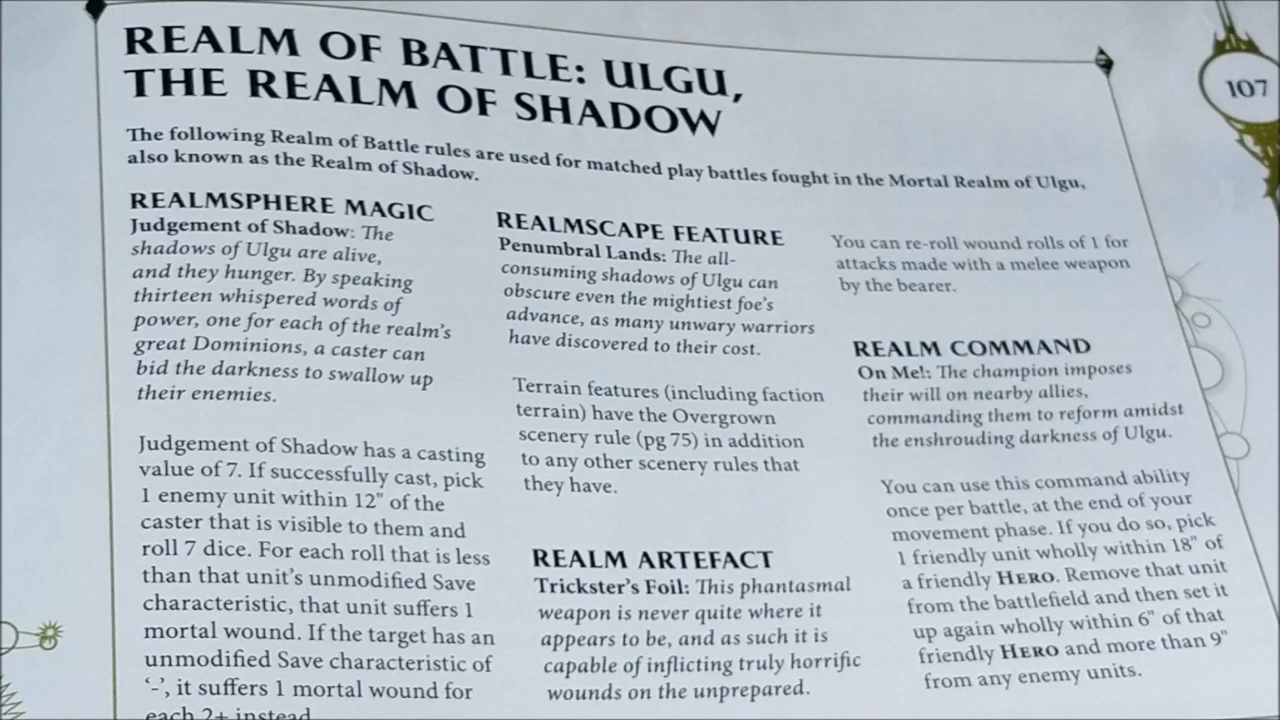 REALM OF BATTLE: ULGU,
THE REALM OF SHADOW
107
The following Realm of Battle rules are used for matched play battles fought in the Mortal Realm of Ulgu,
also known as the Realm of Shadow.
REALMSPHERE MAGIC
Judgement of Shadow: The
shadows of Ulgu are alive,
and they hunger. By speaking
thirteen whispered words of
power, one for each of the realm's
great Dominions, a caster can
bid the darkness to swallow up
their enemies.
Judgement of Shadow has a casting
value of 7. If successfully cast, pick
1 enemy unit within 12" of the
caster that is visible to them and
roll 7 dice. For each roll that is less
than that unit's unmodified Save
characteristic, that unit suffers 1
mortal wound. If the target has an
unmodified Save characteristic of
'-', it suffers 1 mortal wound for
each 2+ instead
REALMSCAPE FEATURE
Penumbral Lands: The all-
consuming shadows of Ulgu can
obscure even the mightiest foe's
advance, as many unwary warriors
have discovered to their cost.
Terrain features (including faction
terrain) have the Overgrown
scenery rule (pg 75) in addition
to any other scenery rules that
they have.
REALM ARTEFACT
Trickster's Foil: This phantasmal
weapon is never quite where it
appears to be, and as such it is
capable of inflicting truly horrific
wounds on the unprepared.
You can re-roll wound rolls of 1 for
attacks made with a melee weapon
by the bearer.
REALM COMMAND
On Me!: The champion imposes
their will on nearby allies,
commanding them to reform amidst
the enshrouding darkness of Ulgu.
You can use this command ability
once per battle, at the end of your
movement phase. If you do so, pick
1 friendly unit wholly within 18" of
a friendly HERO. Remove that unit
from the battlefield and then set it
up again wholly within 6" of that
friendly HERO and more than 9"
from any enemy units.